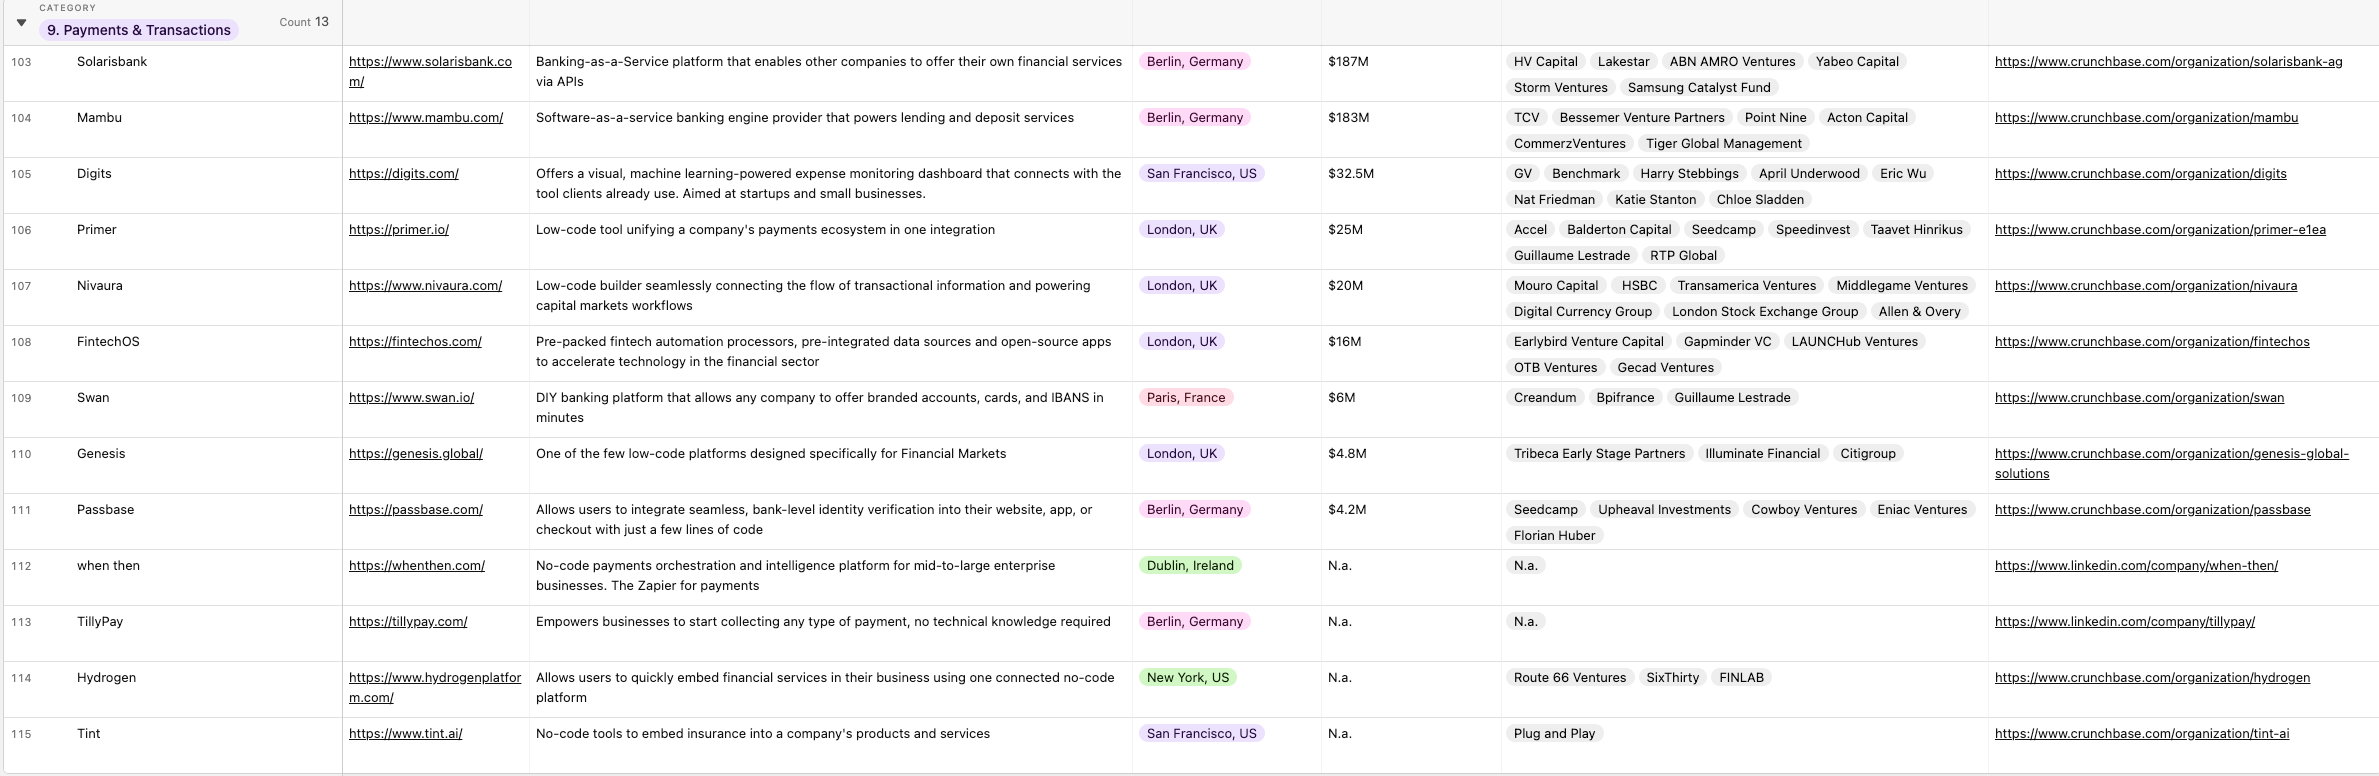 CATEGORY
9. Payments & Transactions
Count 13
103 Solarisbank https://www.solarisbank.co Banking-as-a-Service platform that enables other companies to offer their own financial services Berlin, Germany $187M HV Capital Lakestar ABN AMRO Ventures Yabeo Capital https://www.crunchbase.com/organization/solarisbank-ag
m/ via APIs Storm Ventures Samsung Catalyst Fund
104 Mambu https://www.mambu.com/ Software-as-a-service banking engine provider that powers lending and deposit services Berlin, Germany $183M TCV Bessemer Venture Partners Point Nine Acton Capital https://www.crunchbase.com/organization/mambu
CommerzVentures Tiger Global Management
105 Digits https://digits.com/ Offers a visual, machine learning-powered expense monitoring dashboard that connects with the San Francisco, US $32.5M GV Benchmark Harry Stebbings April Underwood Eric Wu https://www.crunchbase.com/organization/digits
tool clients already use. Aimed at startups and small businesses. Nat Friedman Katie Stanton Chloe Sladden
106 Primer https://primer.io/ Low-code tool unifying a company's payments ecosystem in one integration London, UK $25M Accel Balderton Capital Seedcamp Speedinvest Taavet Hinrikus https://www.crunchbase.com/organization/primer-e1ea
Guillaume Lestrade RTP Global
107 Nivaura https://www.nivaura.com/ Low-code builder seamlessly connecting the flow of transactional information and powering London, UK $20M Mouro Capital HSBC Transamerica Ventures Middlegame Ventures https://www.crunchbase.com/organization/nivaura
capital markets workflows Digital Currency Group London Stock Exchange Group Allen & Overy
108 FintechOS https://fintechos.com/ Pre-packed fintech automation processors, pre-integrated data sources and open-source apps London, UK $16M Earlybird Venture Capital Gapminder VC LAUNCHub Ventures https://www.crunchbase.com/organization/fintechos
to accelerate technology in the financial sector OTB Ventures Gecad Ventures
109 Swan https://www.swan.io/ DIY banking platform that allows any company to offer branded accounts, cards, and IBANS in Paris, France $6M Creandum Bpifrance Guillaume Lestrade https://www.crunchbase.com/organization/swan
minutes
110 Genesis https://genesis.global/ One of the few low-code platforms designed specifically for Financial Markets London, UK $4.8M Tribeca Early Stage Partners Illuminate Financial Citigroup https://www.crunchbase.com/organization/genesis-global-
solutions
111 Passbase https://passbase.com/ Allows users to integrate seamless, bank-level identity verification into their website, app, or Berlin, Germany $4.2M Seedcamp Upheaval Investments Cowboy Ventures Eniac Ventures https://www.crunchbase.com/organization/passbase
checkout with just a few lines of code Florian Huber
112 when then https://whenthen.com/ No-code payments orchestration and intelligence platform for mid-to-large enterprise Dublin, Ireland N.a. N.a. https://www.linkedin.com/company/when-then/
businesses. The Zapier for payments
113 TillyPay https://tillypay.com/ Empowers businesses to start collecting any type of payment, no technical knowledge required Berlin, Germany N.a. N.a. https://www.linkedin.com/company/tillypay/
114 Hydrogen https://www.hydrogenplatfor Allows users to quickly embed financial services in their business using one connected no-code New York, US N.a. Route 66 Ventures SixThirty FINLAB https://www.crunchbase.com/organization/hydrogen
m.com/ platform
115 Tint https://www.tint.ai/ No-code tools to embed insurance into a company's products and services San Francisco, US N.a. Plug and Play https://www.crunchbase.com/organization/tint-ai